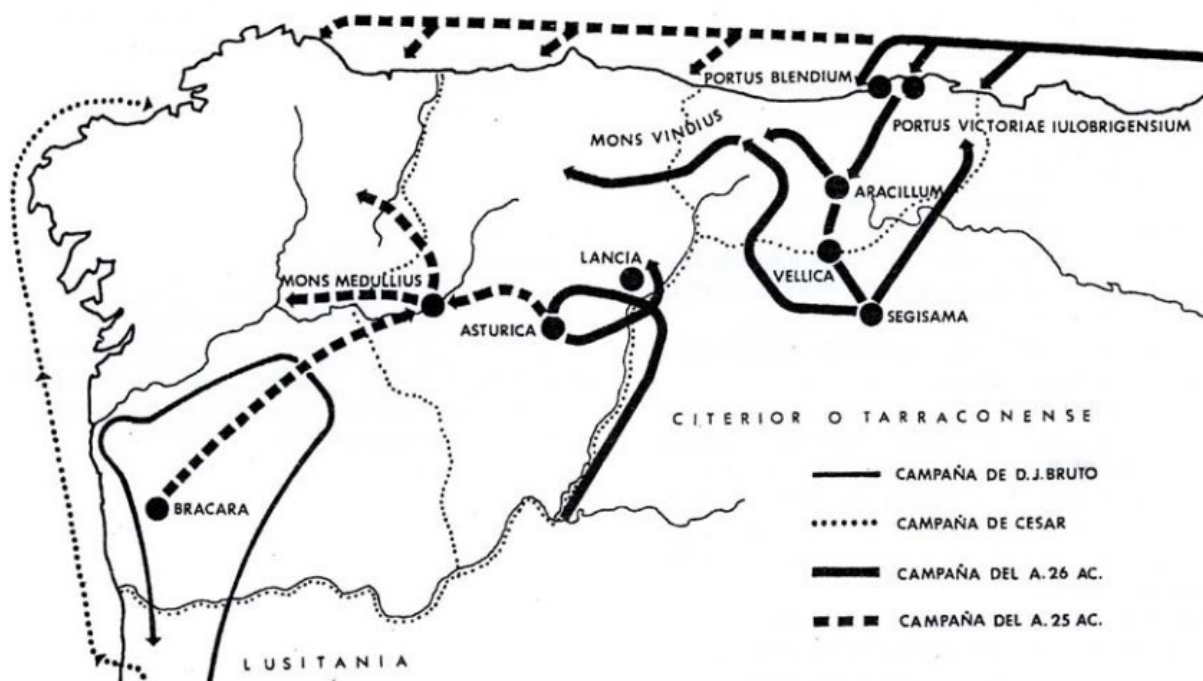 PORTUS BLENDIUM
MONS VINDIUS
PORTUS VICTORIAE IULOBRIGENSIUM
ARACILLUM
LANCIA
VELLICA
MONS MEDULLIUS
SEGISAMA
ASTURICA
CITERIOR O TARRACONENSE
CAMPAÑA DE D.J.BRUTO
BRACARA
CAMPAÑA DE CESAR
CAMPAÑA DEL A.26 AC.
CAMPAÑA DEL A.25 AC.
LUSITANIA